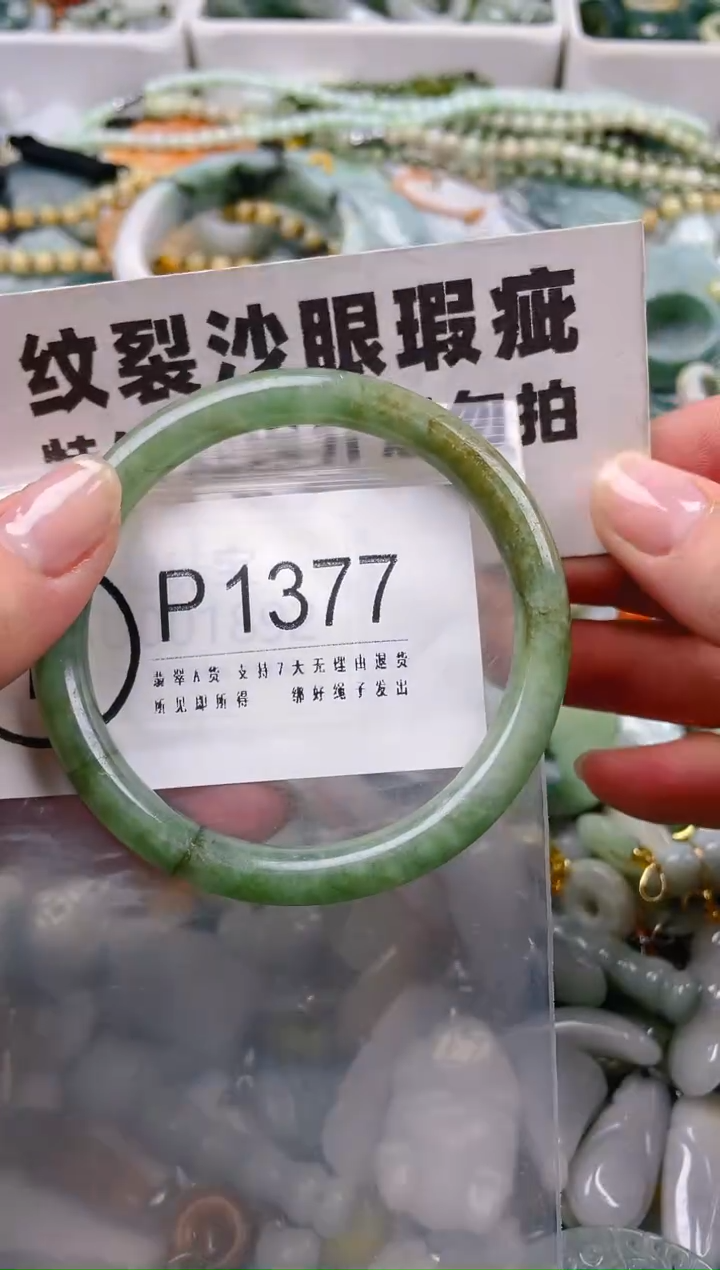 纹裂沙眼瑕疵
拍
P1377
翡翠A货 支持7天无理由退货
所见即所得 绑好绳子发出